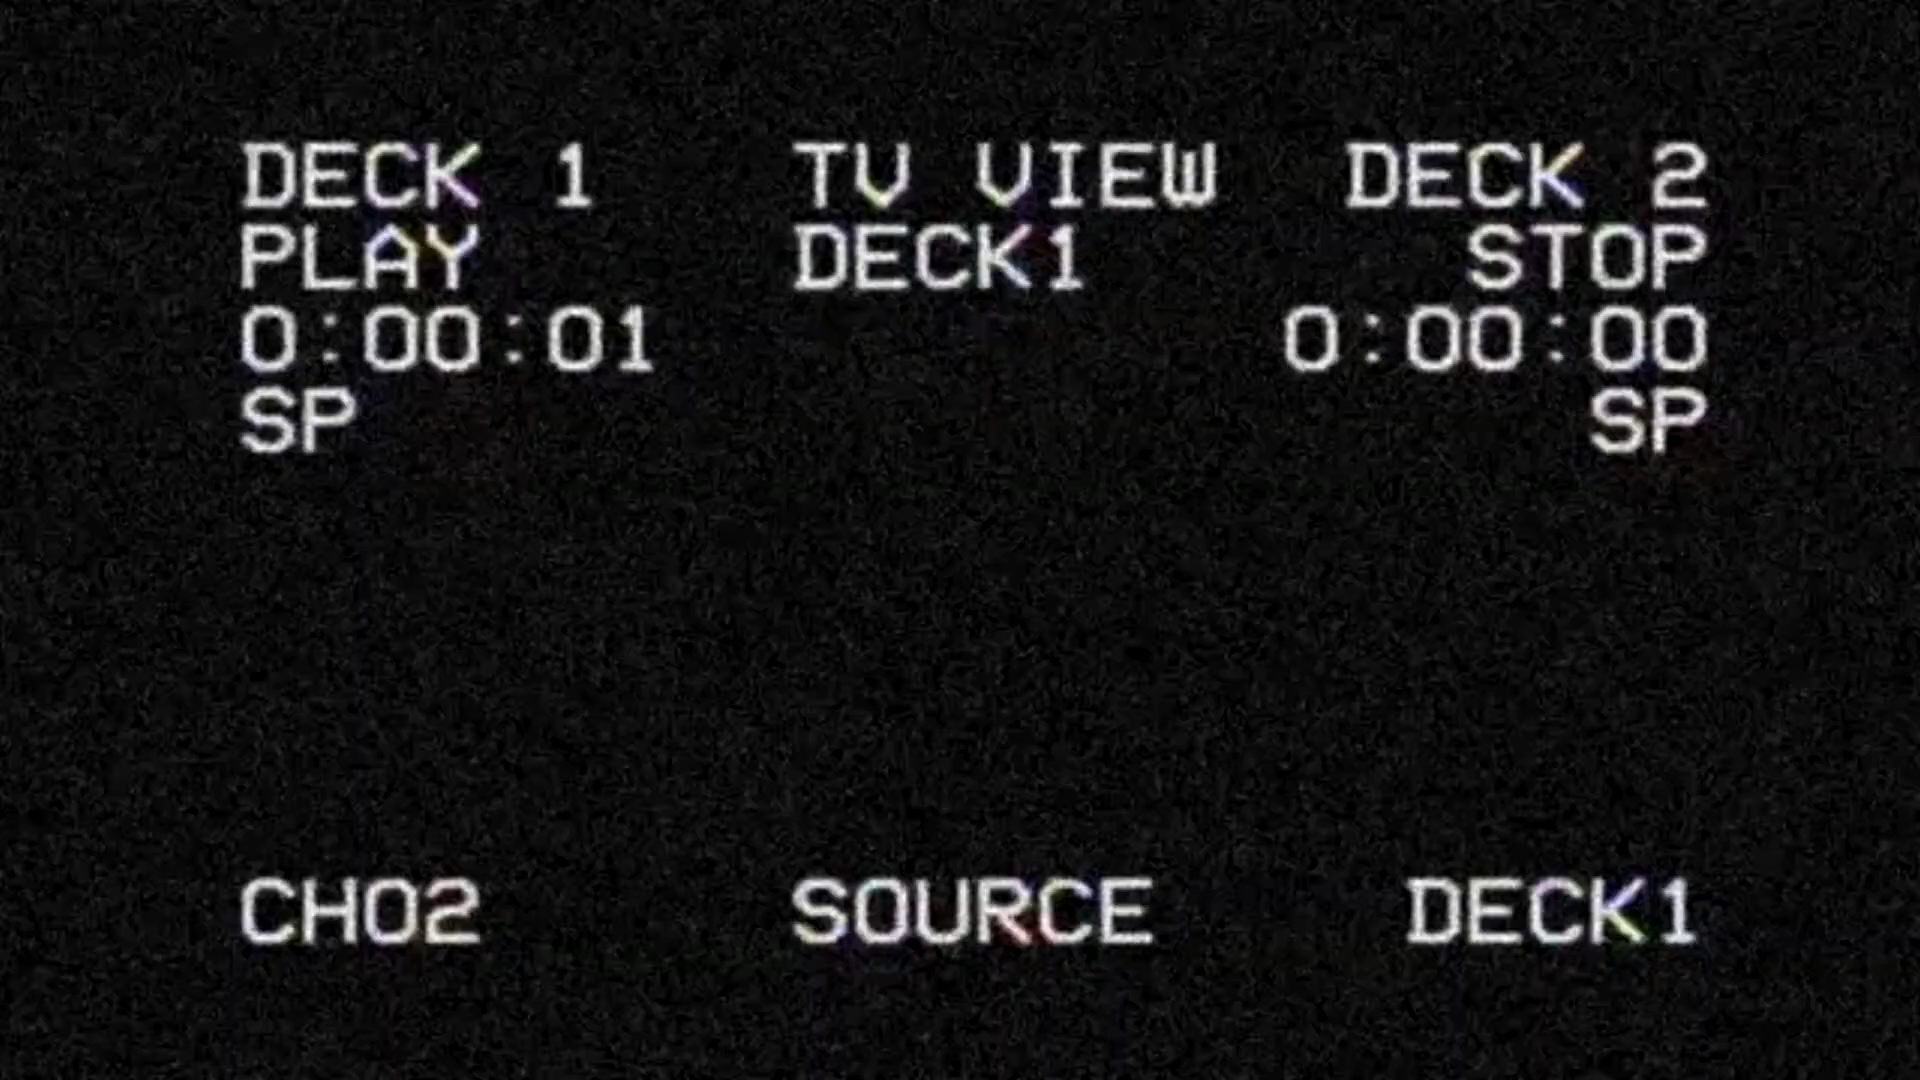 DECK 1 TV VIEW DECK 2
PLAY DECK1 STOP
0:00:01 0:00:00
SP SP
CH02 SOURCE DECK1